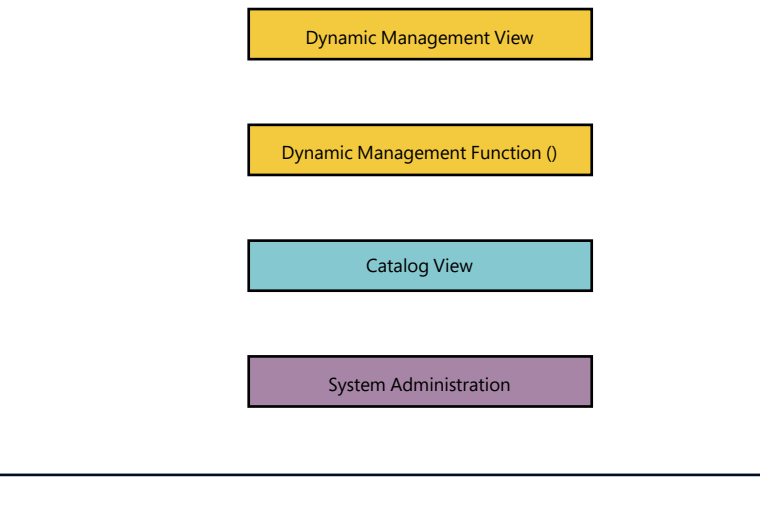 Dynamic Management View
Dynamic Management Function ()
Catalog View
System Administration